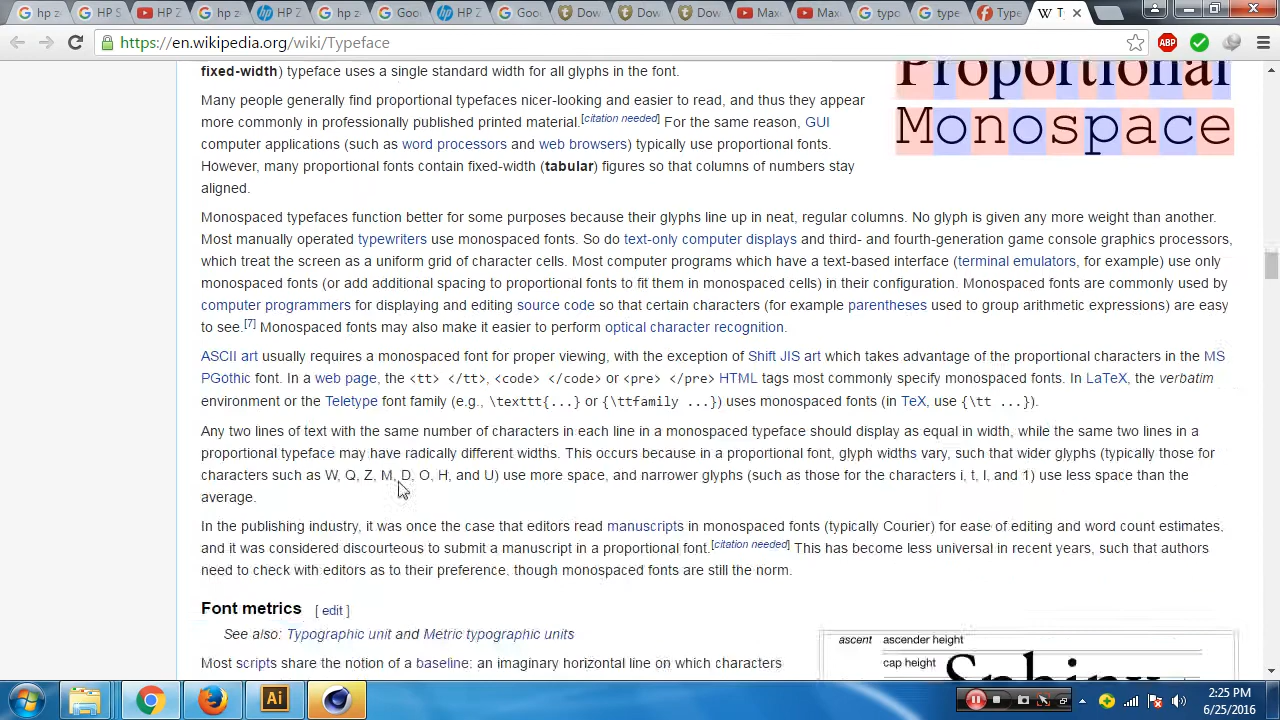 hp z
HP S
HP Z
HP Z
hp z
HP Z
hp z
Goo
HP Z
Goo
Dow
Dow
Dow
Maxo
Maxo
typo
type
Type
W T
https://en.wikipedia.org/wiki/Typeface
ABP
fixed-width) typeface uses a single standard width for all glyphs in the font.
Many people generally find proportional typefaces nicer-looking and easier to read, and thus they appear
more commonly in professionally published printed material.[citation needed] For the same reason, GUI
computer applications (such as word processors and web browsers) typically use proportional fonts.
However, many proportional fonts contain fixed-width (tabular) figures so that columns of numbers stay
aligned.
Proportional
Monospace
Monospaced typefaces function better for some purposes because their glyphs line up in neat, regular columns. No glyph is given any more weight than another.
Most manually operated typewriters use monospaced fonts. So do text-only computer displays and third- and fourth-generation game console graphics processors,
which treat the screen as a uniform grid of character cells. Most computer programs which have a text-based interface (terminal emulators, for example) use only
monospaced fonts (or add additional spacing to proportional fonts to fit them in monospaced cells) in their configuration. Monospaced fonts are commonly used by
computer programmers for displaying and editing source code so that certain characters (for example parentheses used to group arithmetic expressions) are easy
to see.[7] Monospaced fonts may also make it easier to perform optical character recognition.
ASCII art usually requires a monospaced font for proper viewing, with the exception of Shift JIS art which takes advantage of the proportional characters in the MS
PGothic font. In a web page, the <tt> </tt>, <code> </code> or <pre> </pre> HTML tags most commonly specify monospaced fonts. In LaTeX, the verbatim
environment or the Teletype font family (e.g., \texttt{...} or {\ttfamily ...}) uses monospaced fonts (in TeX, use {\tt ...}).
Any two lines of text with the same number of characters in each line in a monospaced typeface should display as equal in width, while the same two lines in a
proportional typeface may have radically different widths. This occurs because in a proportional font, glyph widths vary, such that wider glyphs (typically those for
characters such as W, Q, Z, M, D, O, H, and U) use more space, and narrower glyphs (such as those for the characters i, t, l, and 1) use less space than the
average.
In the publishing industry, it was once the case that editors read manuscripts in monospaced fonts (typically Courier) for ease of editing and word count estimates.
and it was considered discourteous to submit a manuscript in a proportional font.[citation needed] This has become less universal in recent years, such that authors
need to check with editors as to their preference, though monospaced fonts are still the norm.
Font metrics [ edit ]
See also: Typographic unit and Metric typographic units
Most scripts share the notion of a baseline: an imaginary horizontal line on which characters
ascent ascender height
cap height
Sphinx
Ai
2:25 PM
6/25/2016